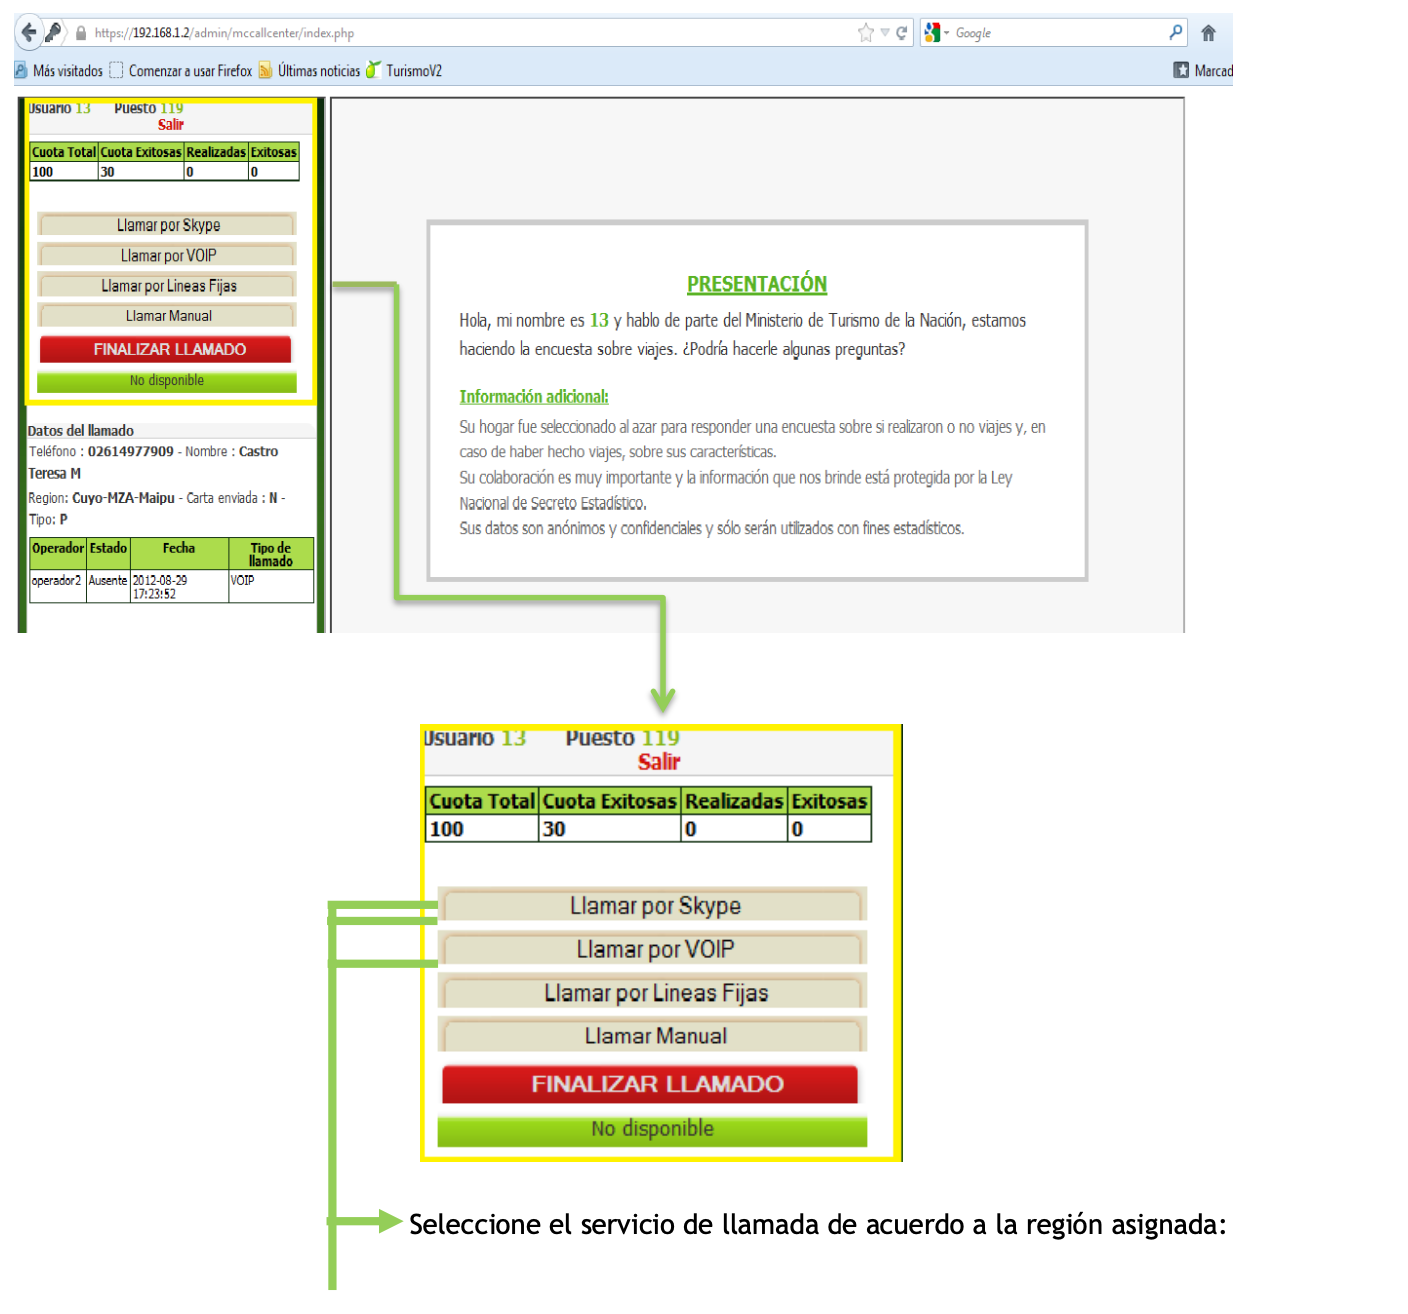 https://192.168.1.2/admin/mccallcenter/index.php
Google
Más visitados Comenzar a usar Firefox Últimas noticias TurismoV2
Marcad
Usuario 13 Puesto 119
Salir
Cuota Total Cuota Exitosas Realizadas Exitosas
100 30 0 0
Llamar por Skype
Llamar por VOIP
Llamar por Lineas Fijas
Llamar Manual
FINALIZAR LLAMADO
No disponible
Datos del llamado
Teléfono : 02614977909 - Nombre : Castro
Teresa M
Region: Cuyo-MZA-Maipu - Carta enviada : N -
Tipo: P
Operador Estado Fecha Tipo de
llamado
operador2 Ausente 2012-08-29 VOIP
17:23:52
PRESENTACIÓN
Hola, mi nombre es 13 y hablo de parte del Ministerio de Turismo de la Nación, estamos
haciendo la encuesta sobre viajes. ¿Podría hacerle algunas preguntas?
Información adicional:
Su hogar fue seleccionado al azar para responder una encuesta sobre si realizaron o no viajes y, en
caso de haber hecho viajes, sobre sus características.
Su colaboración es muy importante y la información que nos brinde está protegida por la Ley
Nacional de Secreto Estadístico.
Sus datos son anónimos y confidenciales y sólo serán utilizados con fines estadísticos.
Usuario 13 Puesto 119
Salir
Cuota Total Cuota Exitosas Realizadas Exitosas
100 30 0 0
Llamar por Skype
Llamar por VOIP
Llamar por Lineas Fijas
Llamar Manual
FINALIZAR LLAMADO
No disponible
Seleccione el servicio de llamada de acuerdo a la región asignada: